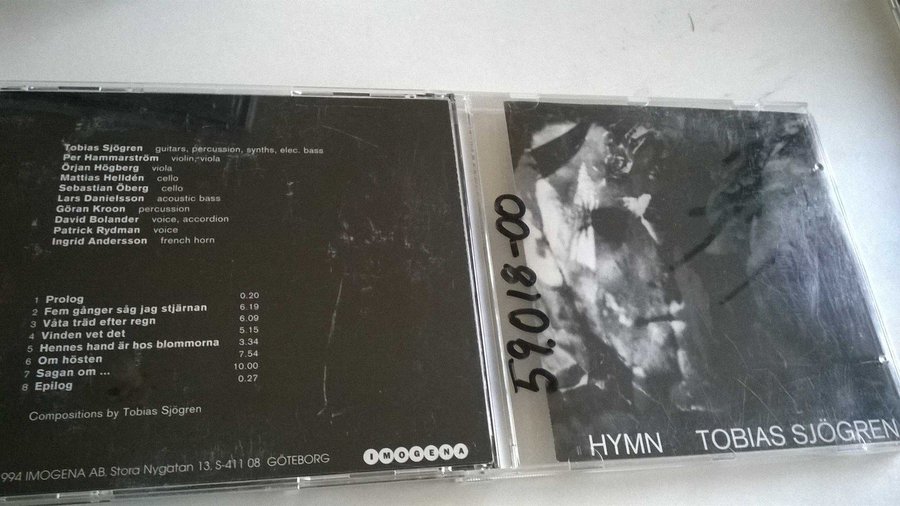 Tobias Sjögren guitars, percussion, synths, elec. bass
Per Hammarström violin, viola
Örjan Högberg viola
Mattias Helldén cello
Sebastian Öberg cello
Lars Danielsson acoustic bass
Göran Kroon percussion
David Bolander voice, accordion
Patrick Rydman voice
Ingrid Andersson french horn
1 Prolog 0.20
2 Fem gånger såg jag stjärnan 6.19
3 Våta träd efter regn 6.09
4 Vinden vet det 5.15
5 Hennes hand är hos blommorna 3.34
6 Om hösten 7.54
7 Sagan om ... 10.00
8 Epilog 0.27
Compositions by Tobias Sjögren
994 IMOGENA AB. Stora Nygatan 13, S-411 08 GÖTEBORG
IMOGENA
59.018-00
HYMN TOBIAS SJÖGREN